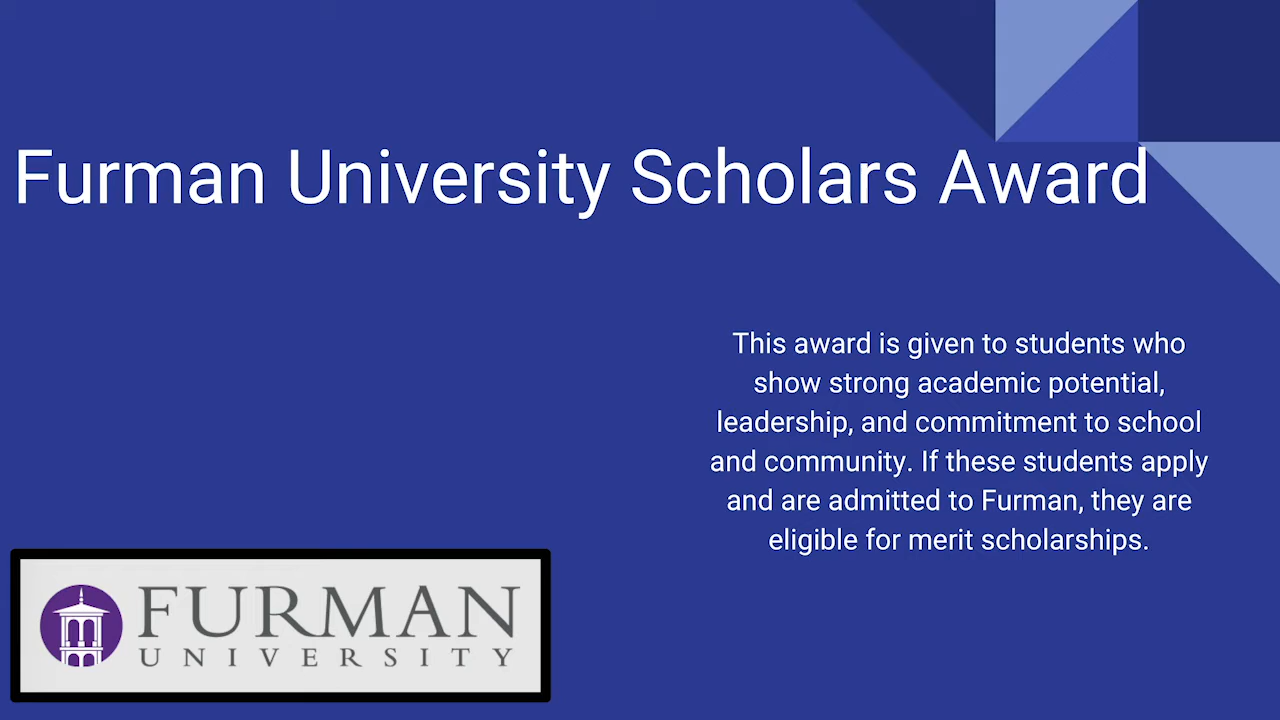 Furman University Scholars Award
This award is given to students who
show strong academic potential,
leadership, and commitment to school
and community. If these students apply
and are admitted to Furman, they are
eligible for merit scholarships.
FURMAN
UNIVERSITY